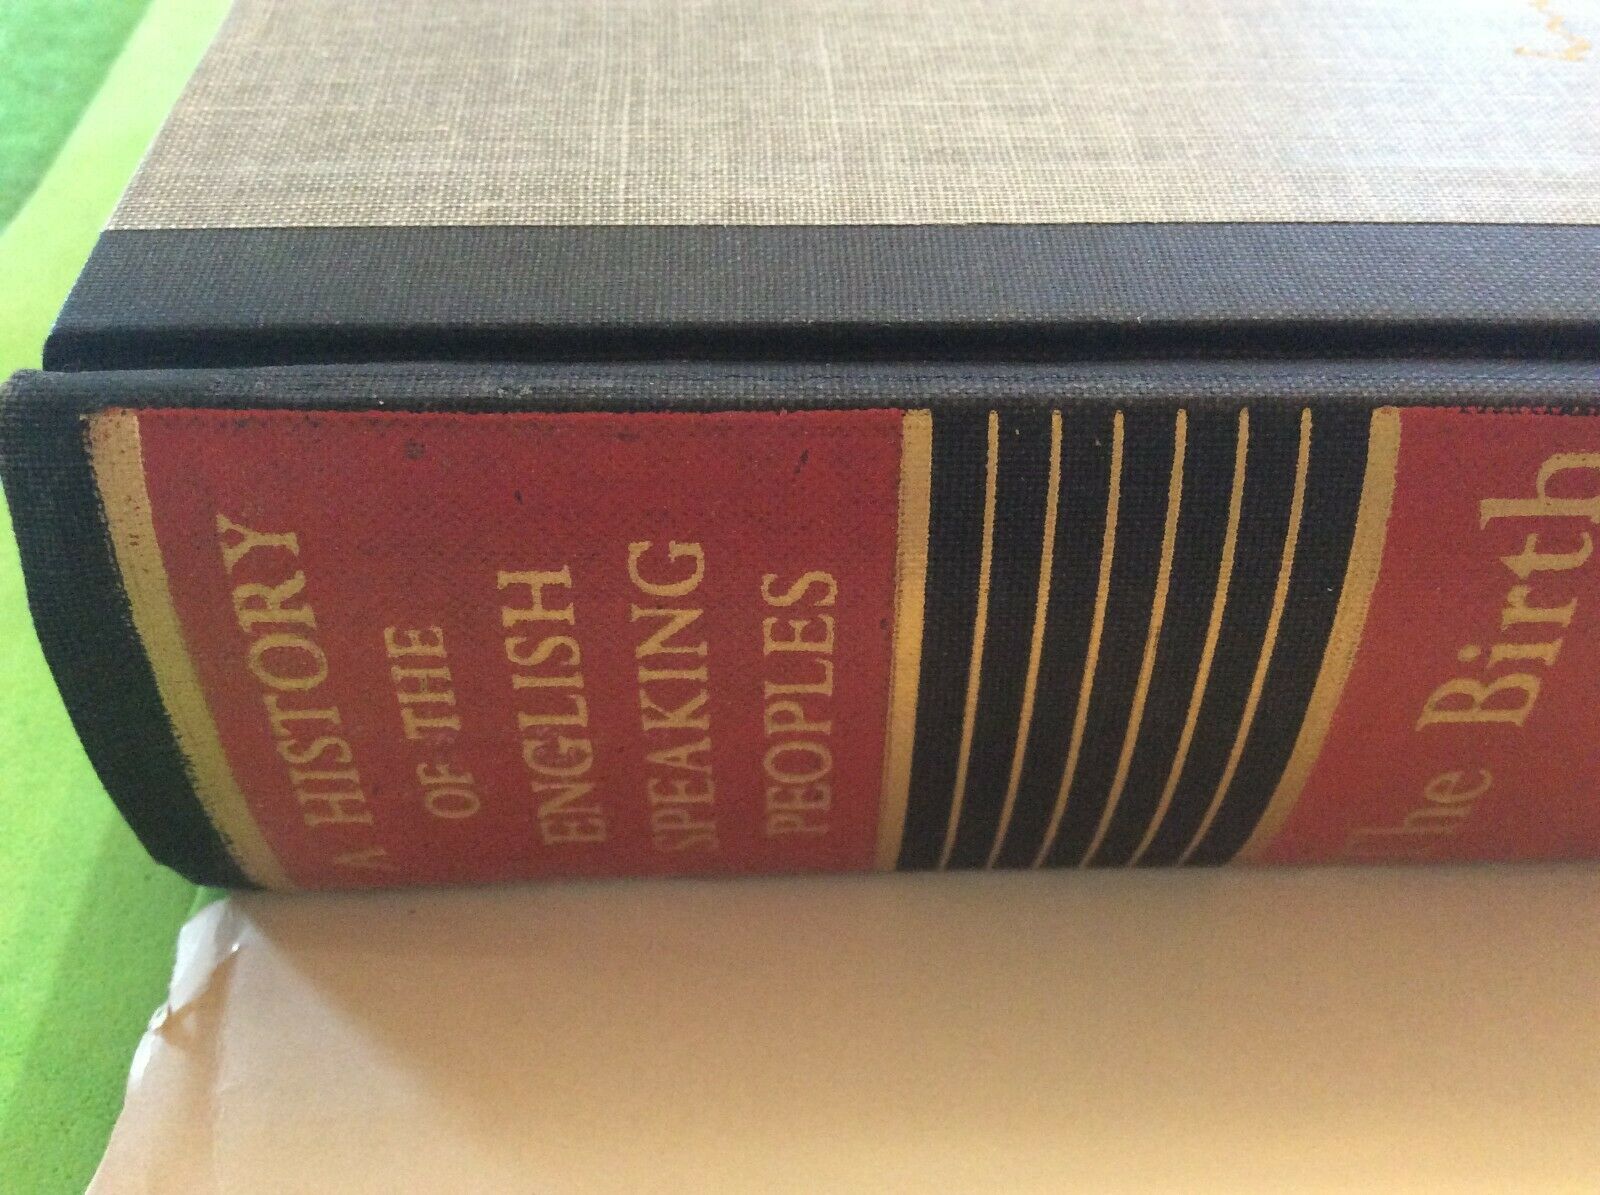 A HISTORY
OF THE
ENGLISH
SPEAKING
PEOPLES
The Birth